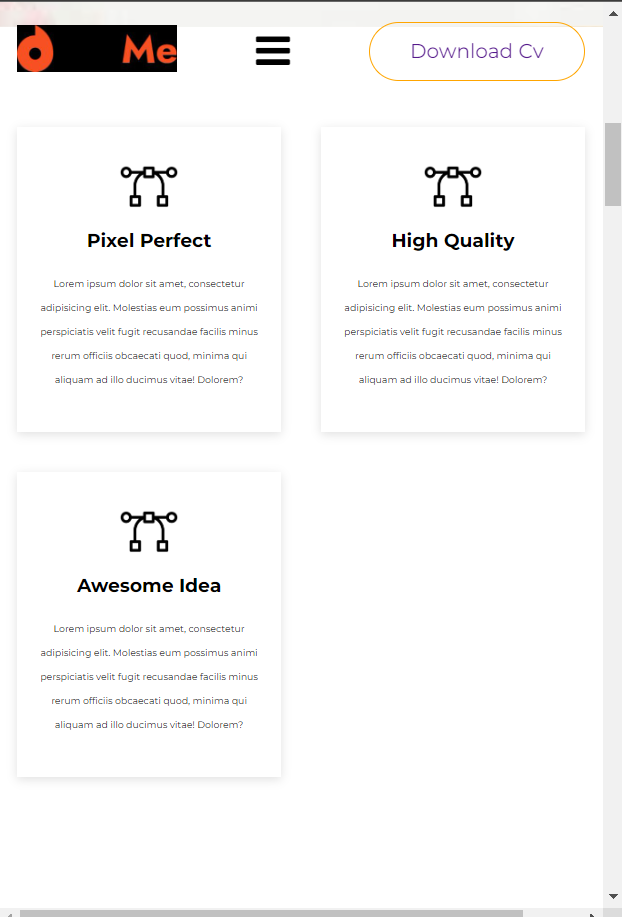 d Me
Download Cv
Pixel Perfect
Lorem ipsum dolor sit amet, consectetur
adipisicing elit. Molestias eum possimus animi
perspiciatis velit fugit recusandae facilis minus
rerum officiis obcaecati quod, minima qui
aliquam ad illo ducimus vitae! Dolorem?
High Quality
Lorem ipsum dolor sit amet, consectetur
adipisicing elit. Molestias eum possimus animi
perspiciatis velit fugit recusandae facilis minus
rerum officiis obcaecati quod, minima qui
aliquam ad illo ducimus vitae! Dolorem?
Awesome Idea
Lorem ipsum dolor sit amet, consectetur
adipisicing elit. Molestias eum possimus animi
perspiciatis velit fugit recusandae facilis minus
rerum officiis obcaecati quod, minima qui
aliquam ad illo ducimus vitae! Dolorem?